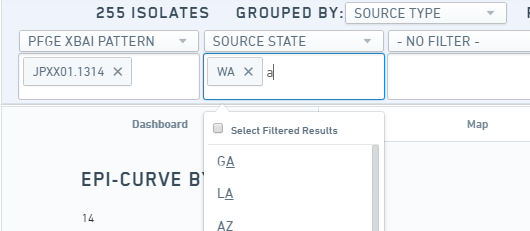 255 ISOLATES GROUPED BY: SOURCE TYPE
PFGE XBAI PATTERN SOURCE STATE - NO FILTER -
JPXX01.1314 × WA × a
Dashboard Map
Select Filtered Results
GA
EPI-CURVE B
LA
14
AZ